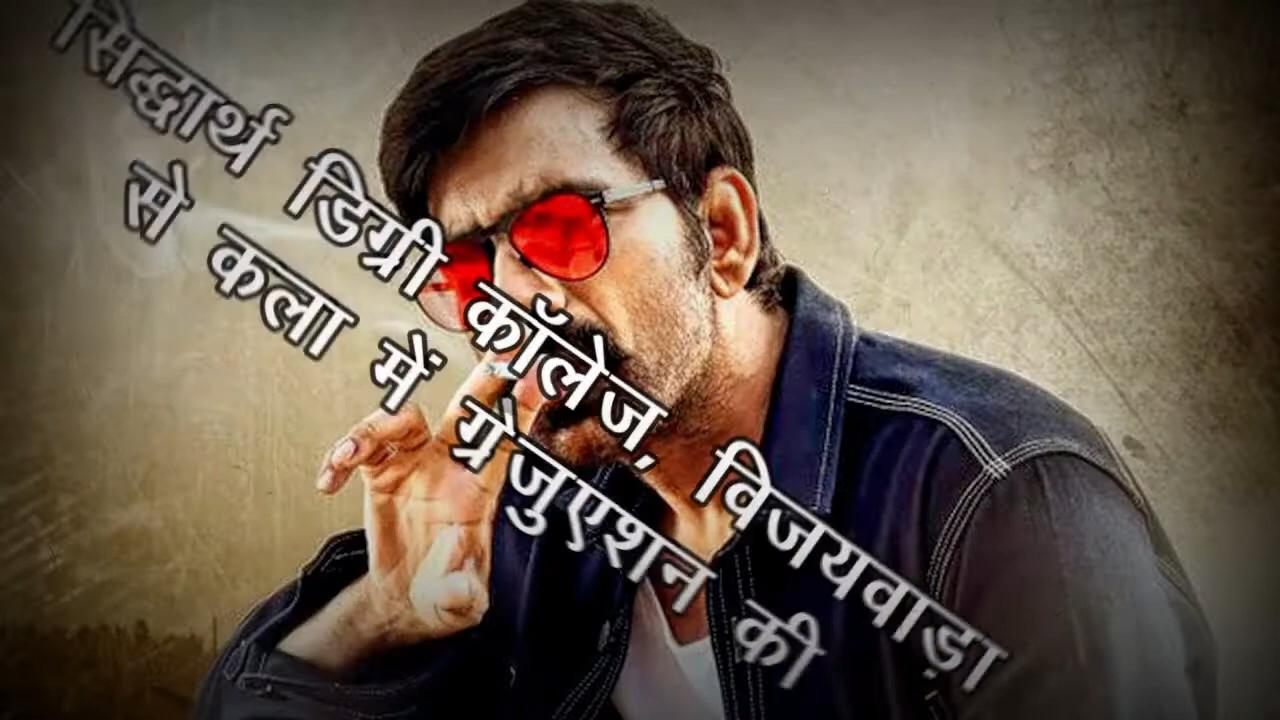 सिद्धार्थ डिग्री कॉलेज, विजयवाड़ा
से कला में ग्रेजुएशन की